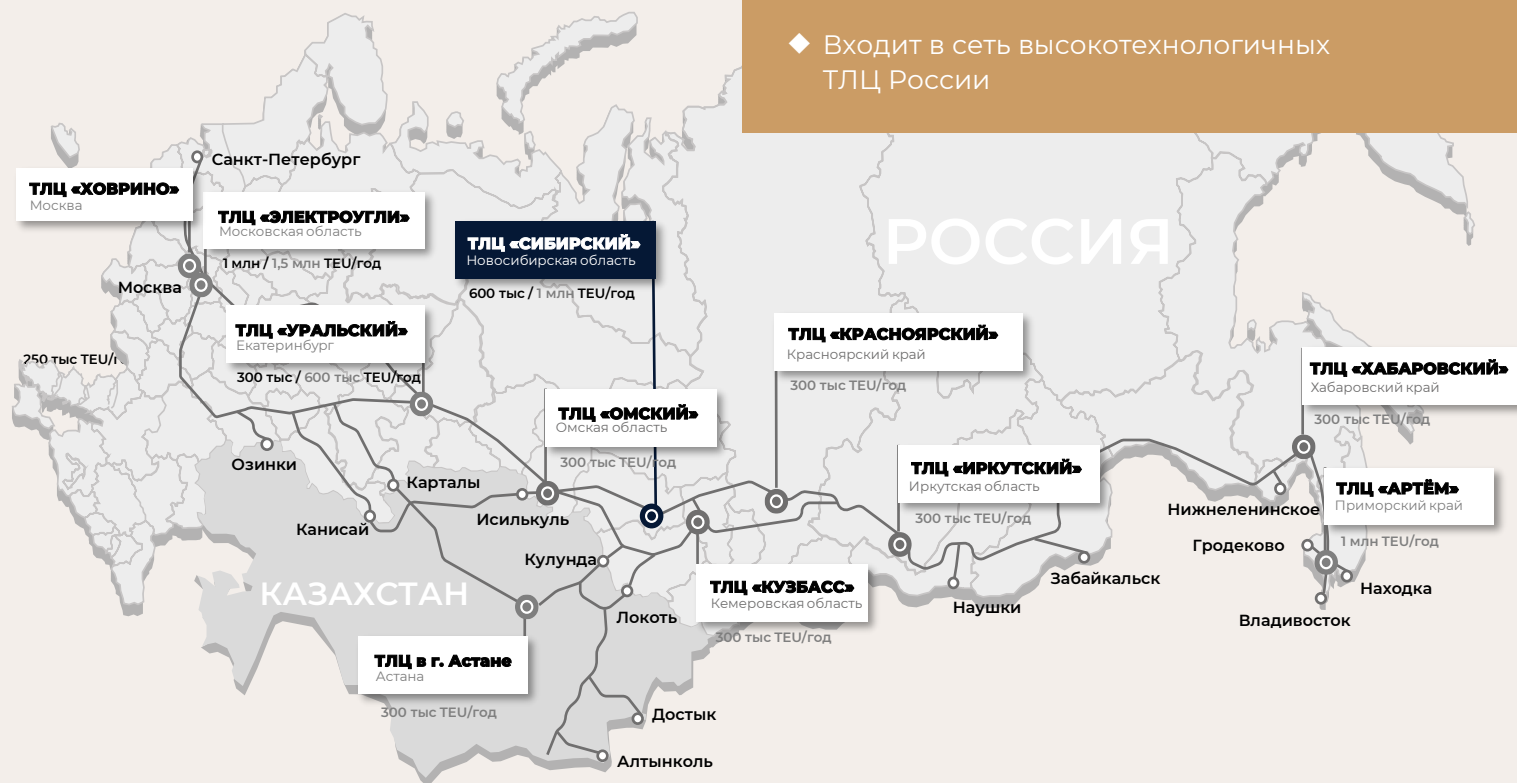 Входит в сеть высокотехнологичных
ТЛЦ России
Санкт-Петербург
ТЛЦ «ХОВРИНО»
Москва
ТЛЦ «ЭЛЕКТРОУГЛИ»
Московская область
1 млн / 1,5 млн TEU/год
Москва
ТЛЦ «СИБИРСКИЙ»
Новосибирская область
600 тыс / 1 млн TEU/год
РОССИЯ
ТЛЦ «УРАЛЬСКИЙ»
Екатеринбург
300 тыс / 600 тыс TEU/год
250 тыс
ТЛЦ «КРАСНОЯРСКИЙ»
Красноярский край
300 тыс TEU/год
ТЛЦ «ХАБАРОВСКИЙ»
Хабаровский край
300 тыс TEU/год
ТЛЦ «ОМСКИЙ»
Омская область
300 тыс TEU/год
Озинки
Карталы
Канисай
Исилькуль
ТЛЦ «ИРКУТСКИЙ»
Иркутская область
300 тыс TEU/год
Нижнеленинское
ТЛЦ «АРТЁМ»
Приморский край
1 млн TEU/год
Гродеково
Находка
Владивосток
Кулунда
Забайкальск
Наушки
КАЗАХСТАН
Локоть
ТЛЦ «КУЗБАСС»
Кемеровская область
300 тыс TEU/год
ТЛЦ в г. Астане
Астана
300 тыс TEU/год
Достык
Алтынколь